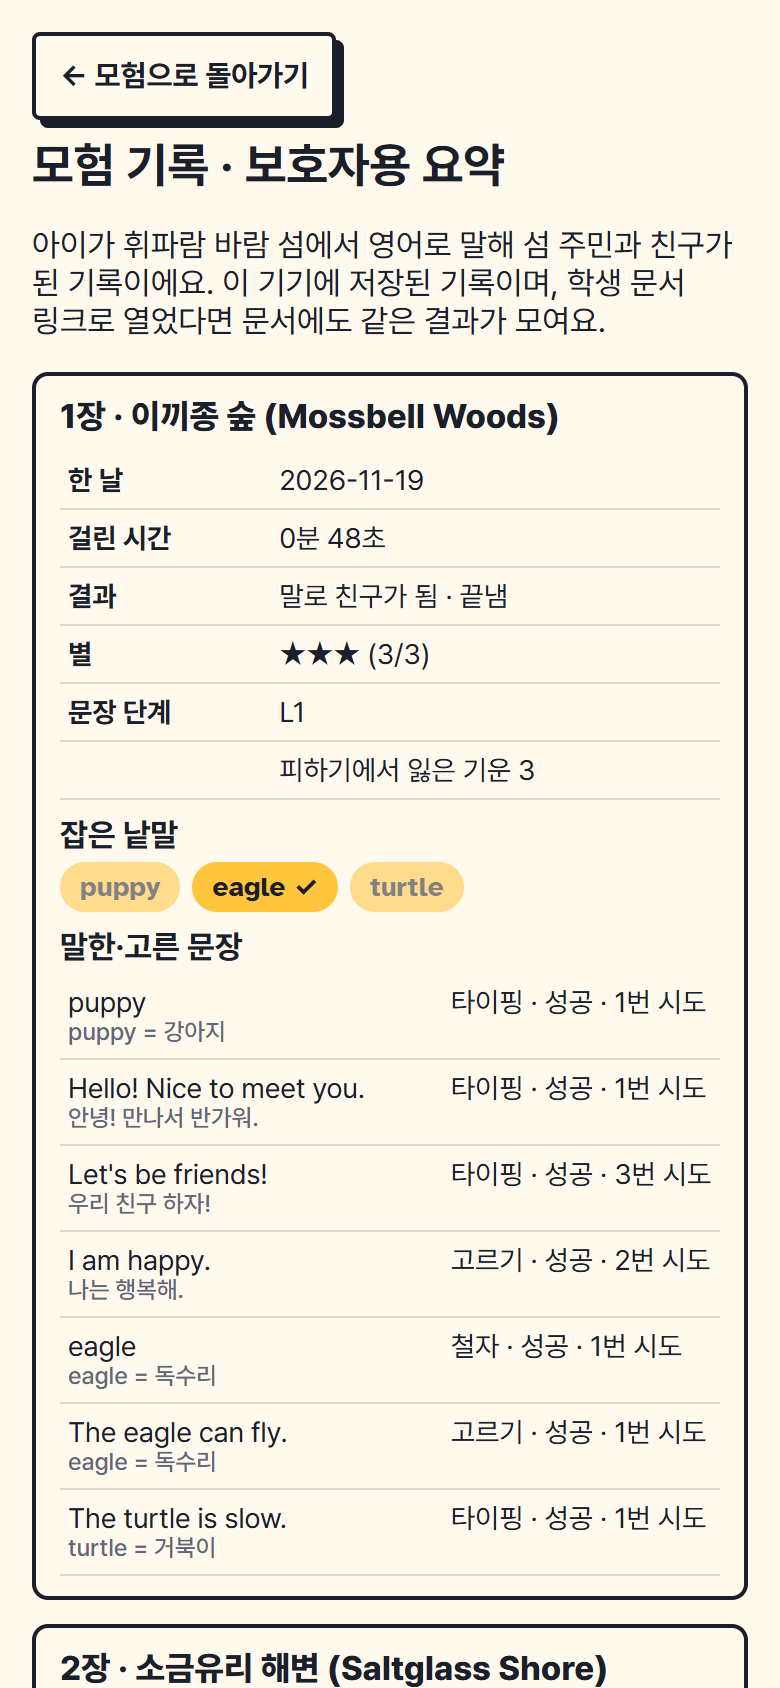 ← 모험으로 돌아가기
모험 기록 · 보호자용 요약
아이가 휘파람 바람 섬에서 영어로 말해 섬 주민과 친구가
된 기록이에요. 이 기기에 저장된 기록이며, 학생 문서
링크로 열었다면 문서에도 같은 결과가 모여요.
1장 · 이끼종 숲 (Mossbell Woods)
한 날 2026-11-19
걸린 시간 0분 48초
결과 말로 친구가 됨 · 끝냄
별 ★★★ (3/3)
문장 단계 L1
피하기에서 잃은 기운 3
잡은 낱말
puppy eagle ✓ turtle
말한·고른 문장
puppy 타이핑 · 성공 · 1번 시도
puppy = 강아지
Hello! Nice to meet you. 타이핑 · 성공 · 1번 시도
안녕! 만나서 반가워.
Let's be friends! 타이핑 · 성공 · 3번 시도
우리 친구 하자!
I am happy. 고르기 · 성공 · 2번 시도
나는 행복해.
eagle 철자 · 성공 · 1번 시도
eagle = 독수리
The eagle can fly. 고르기 · 성공 · 1번 시도
eagle = 독수리
The turtle is slow. 타이핑 · 성공 · 1번 시도
turtle = 거북이
2장 · 소금유리 해변 (Saltglass Shore)